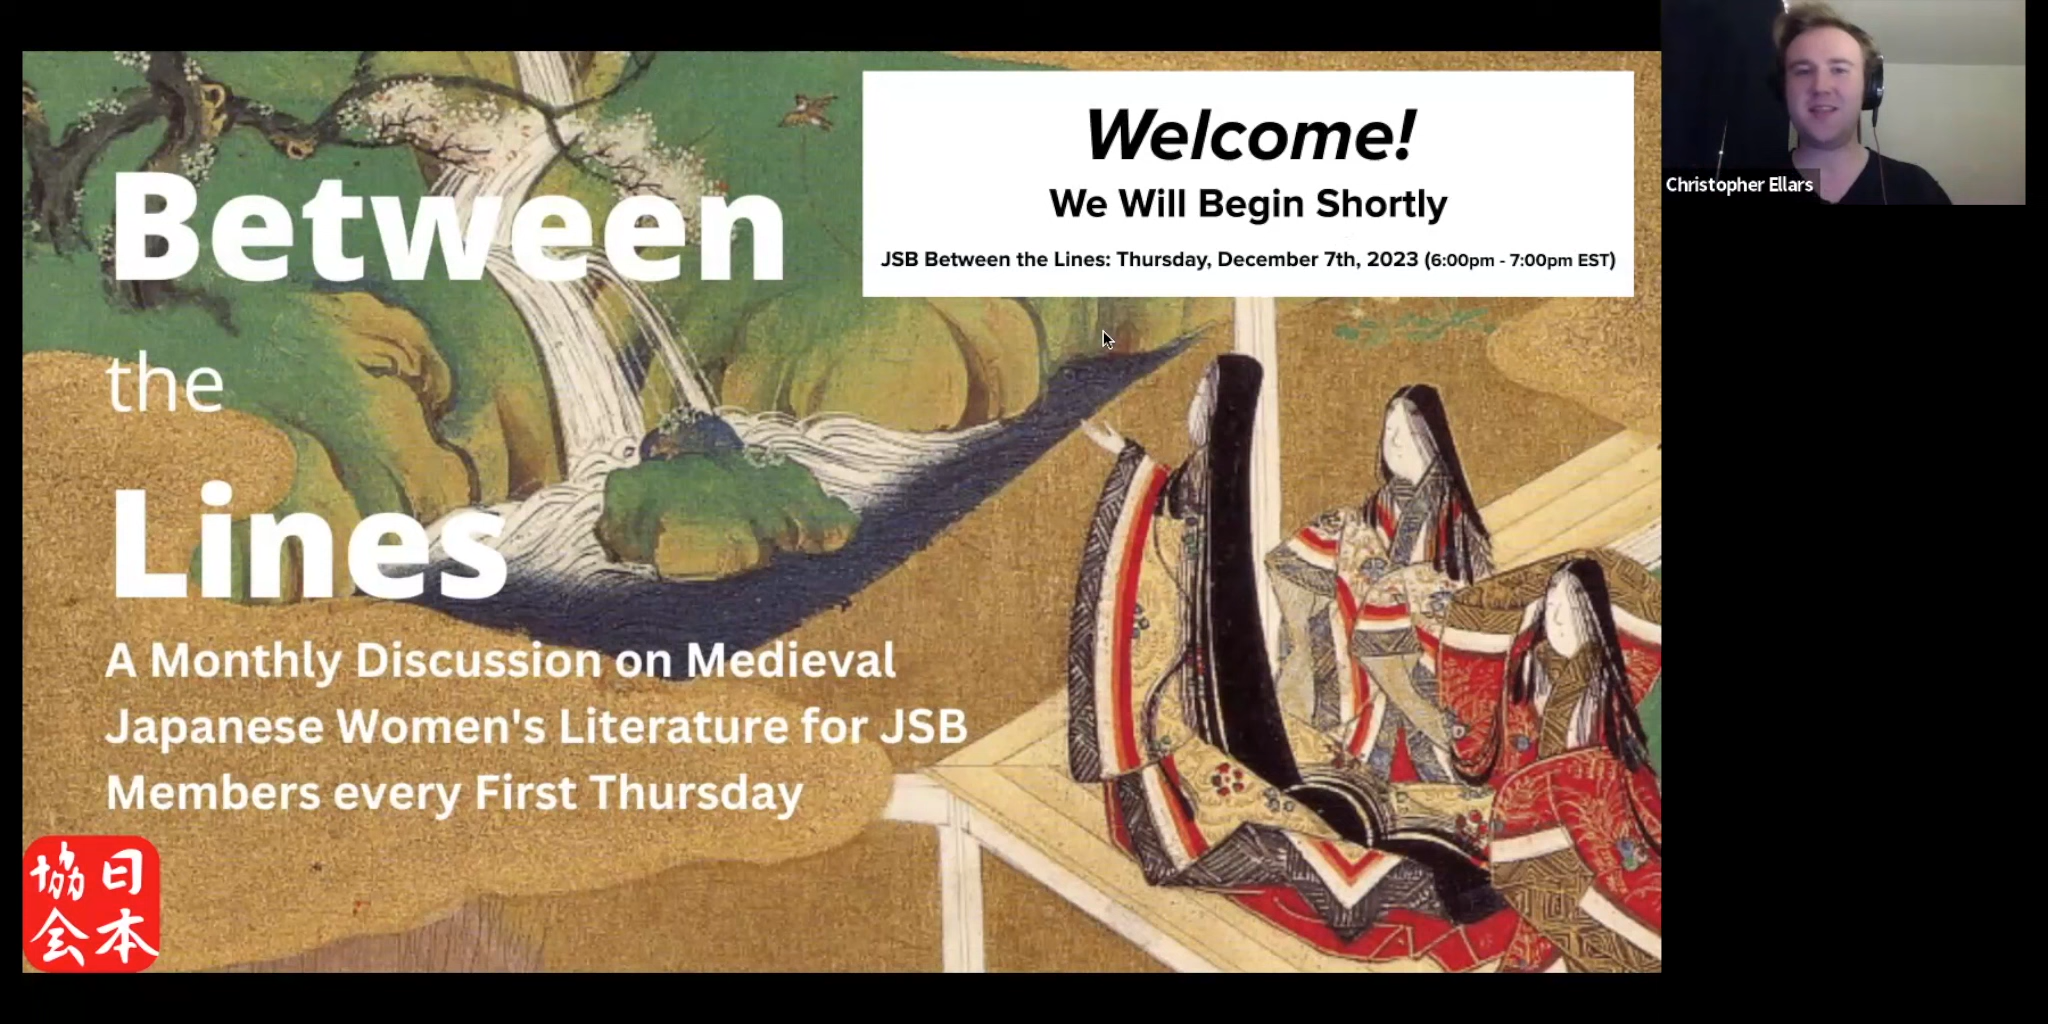 Between
the
Lines
A Monthly Discussion on Medieval
Japanese Women's Literature for JSB
Members every First Thursday
Welcome!
We Will Begin Shortly
JSB Between the Lines: Thursday, December 7th, 2023 (6:00pm - 7:00pm EST)
Christopher Ellars
日本
協会